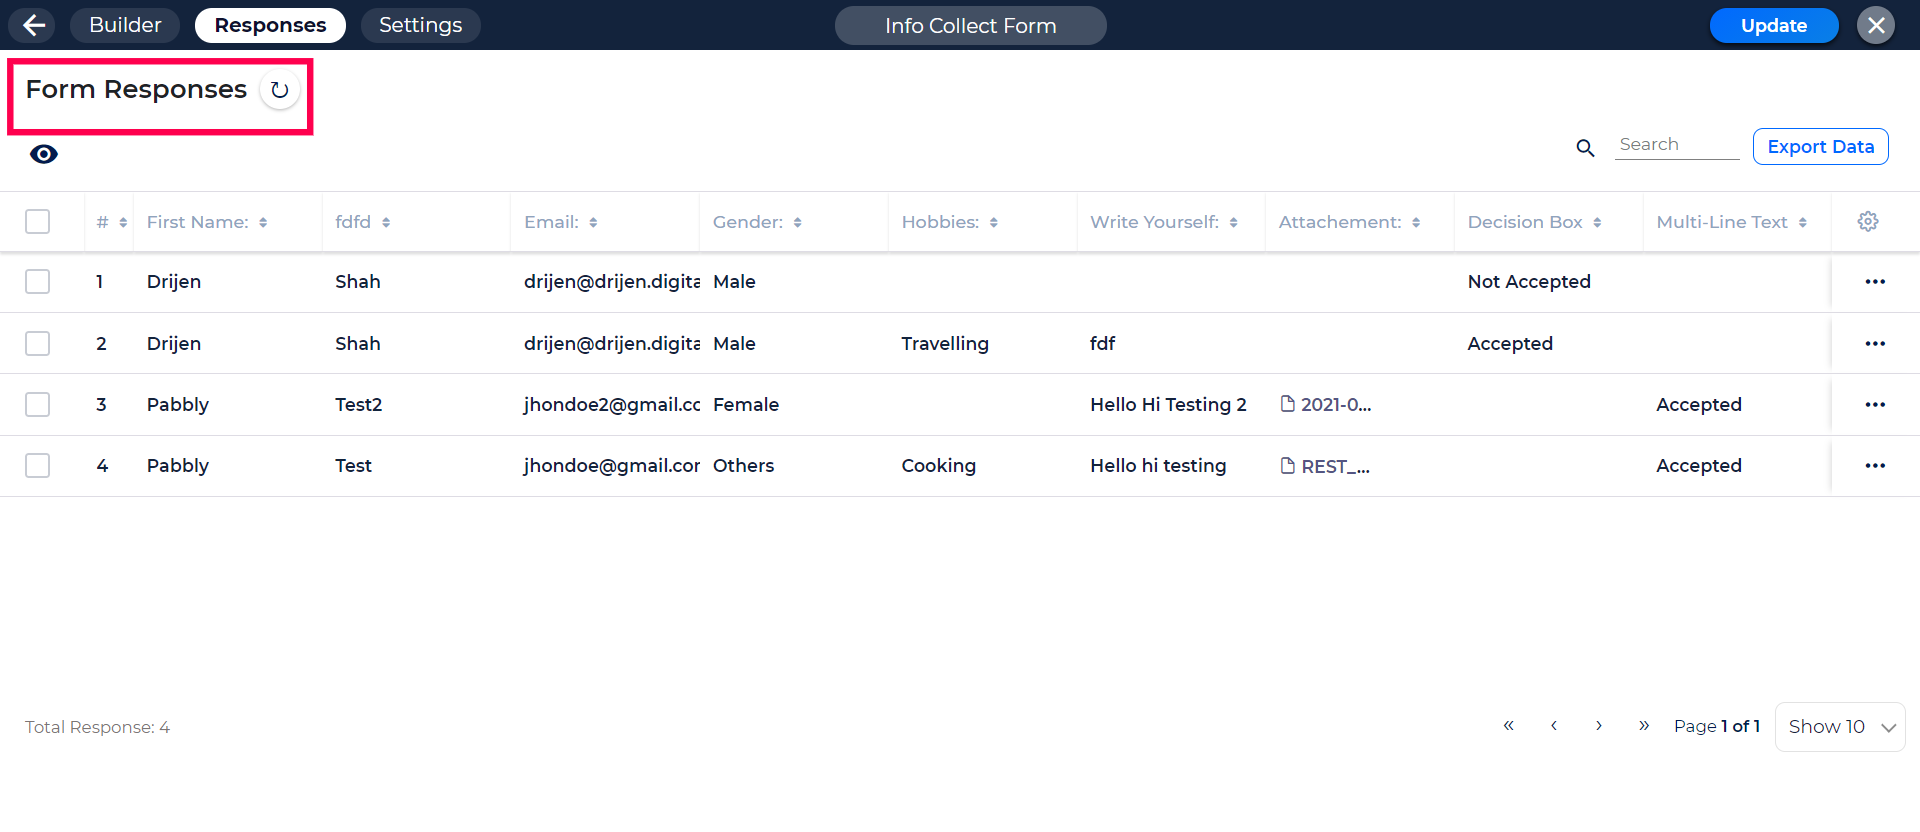 Builder Responses Settings Info Collect Form Update
Form Responses
Search Export Data
# First Name: fdfd Email: Gender: Hobbies: Write Yourself: Attachement: Decision Box Multi-Line Text
1 Drijen Shah drijen@drijen.digita Male Not Accepted
2 Drijen Shah drijen@drijen.digita Male Travelling fdf Accepted
3 Pabbly Test2 jhondoe2@gmail.cc Female Hello Hi Testing 2 2021-0... Accepted
4 Pabbly Test jhondoe@gmail.cor Others Cooking Hello hi testing REST_... Accepted
Total Response: 4 « ‹ › » Page 1 of 1 Show 10